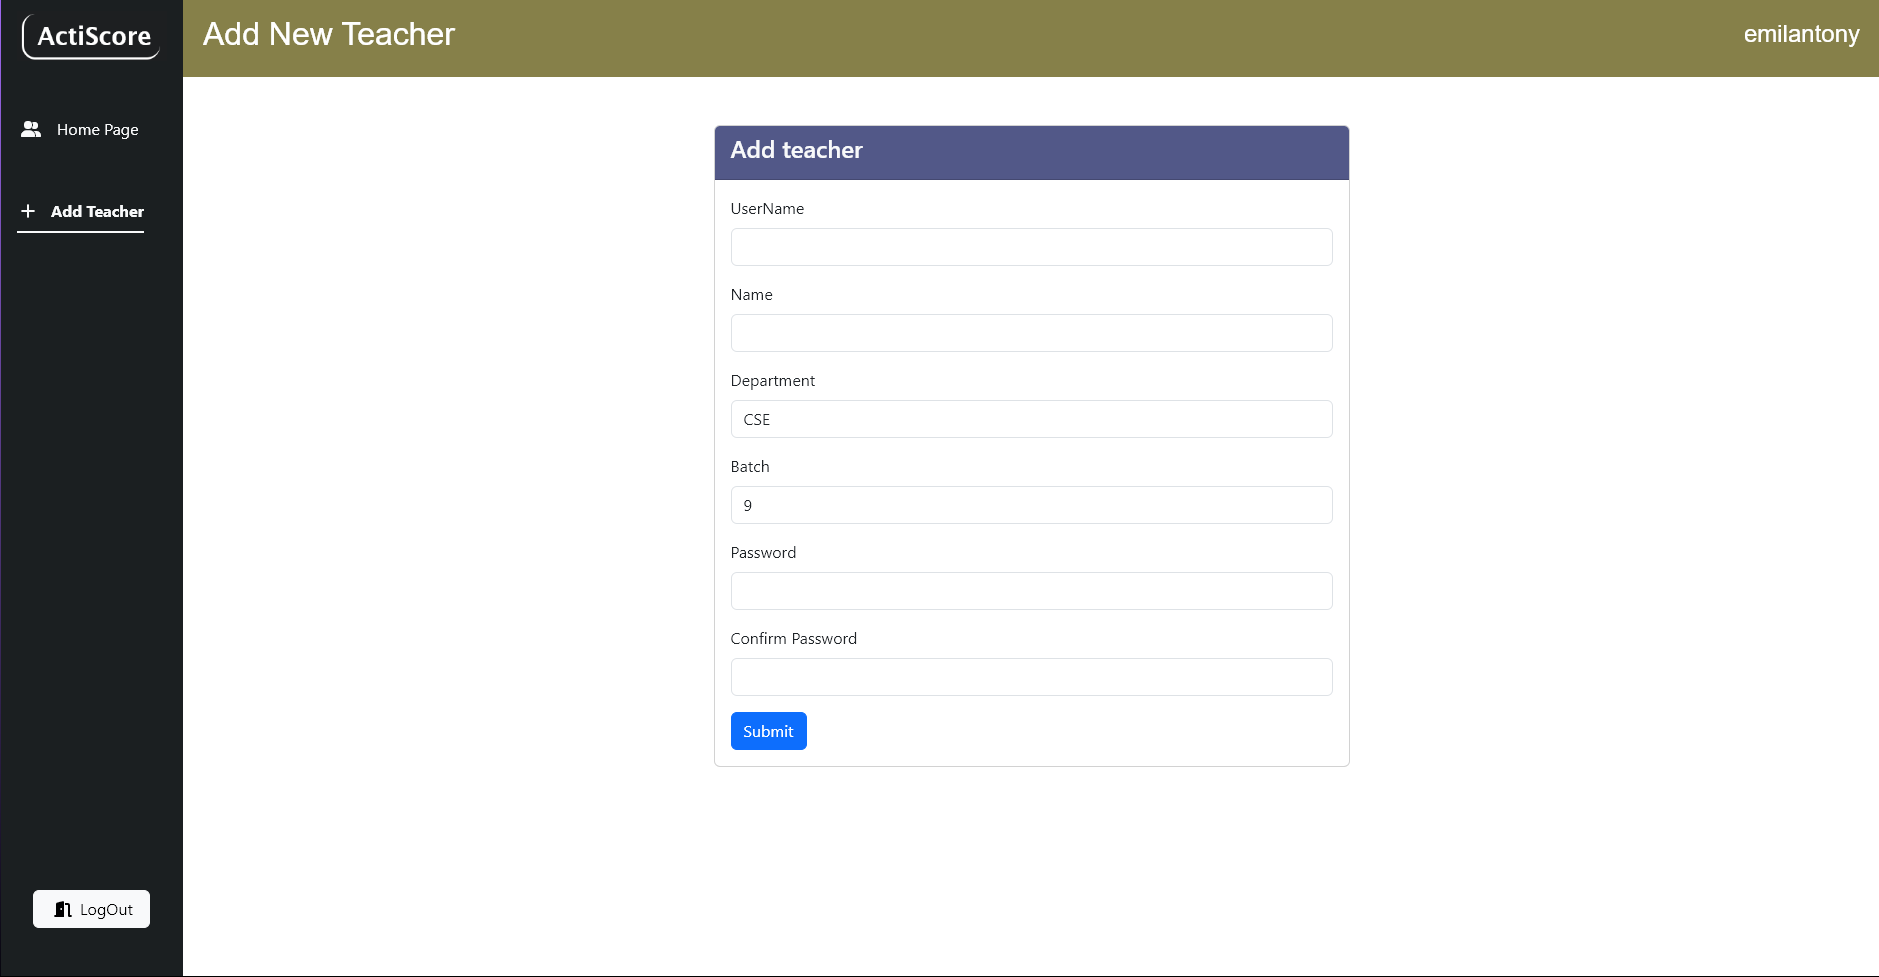 ActiScore
Add New Teacher
emilantony
Home Page
Add Teacher
Add teacher
UserName
Name
Department
CSE
Batch
9
Password
Confirm Password
Submit
LogOut